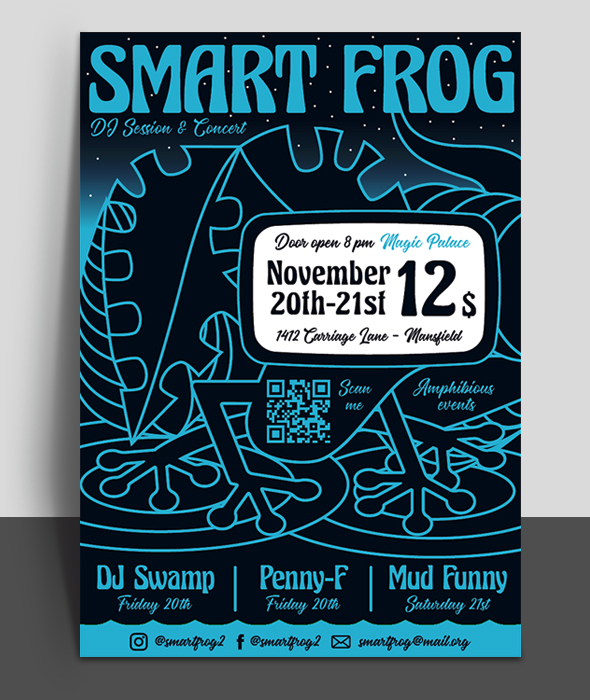 SMART FROG
DJ Session & Concert
Door open 8 pm Magic Palace
November
20th-21st
12$
1412 Carriage Lane - Mansfield
Scan
me
Amphibious
events
DJ Swamp | Penny-F | Mud Funny
Friday 20th Friday 20th Saturday 21st
@smartfrog2 @smartfrog2 smartfrog@mail.org